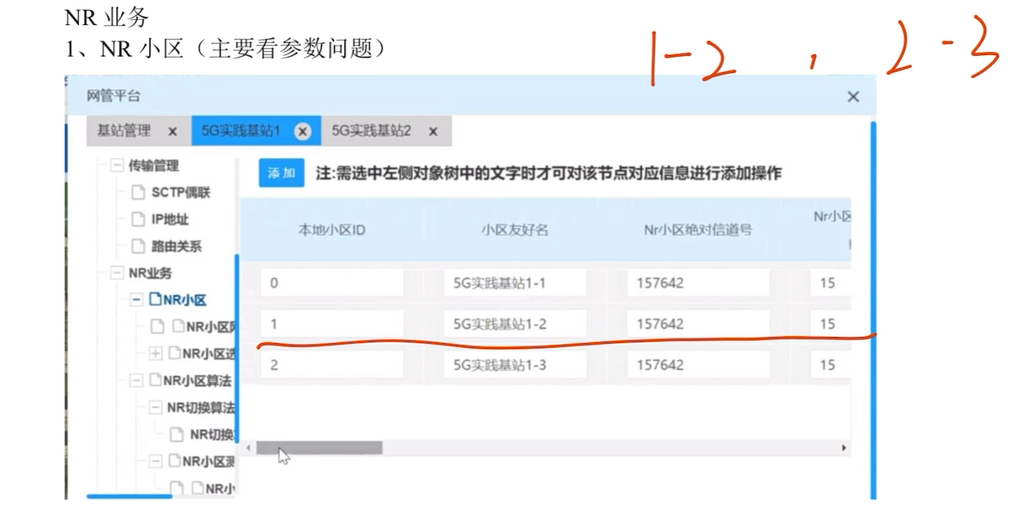 NR 业务
1、NR 小区（主要看参数问题）
1-2 , 2-3
网管平台 ×
基站管理 × 5G实践基站1 × 5G实践基站2 ×
传输管理
SCTP偶联
IP地址
路由关系
NR业务
NR小区
NR小区
NR小区
NR小区算法
NR切换算法
NR切换
NR小区
NR小
添加 注:需选中左侧对象树中的文字时才可对该节点对应信息进行添加操作
本地小区ID 小区友好名 Nr小区绝对信道号 Nr小区
0 5G实践基站1-1 157642 15
1 5G实践基站1-2 157642 15
2 5G实践基站1-3 157642 15